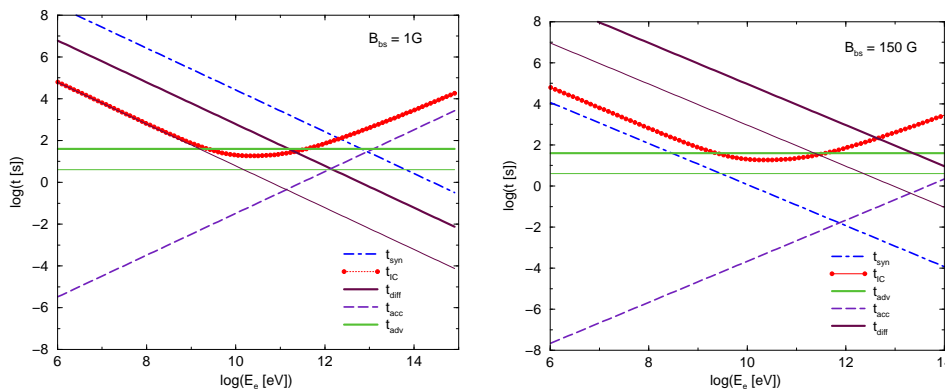 B_bs = 1G
8
6
4
2
0
−2
−4
−6
−8
log(t [s])
t_syn
t_IC
t_diff
t_acc
t_adv
6 8 10 12 14
log(E_e [eV])
B_bs = 150 G
8
6
4
2
0
−2
−4
−6
−8
log(t [s])
t_syn
t_IC
t_adv
t_acc
t_diff
6 8 10 12 14
log(E_e [eV])